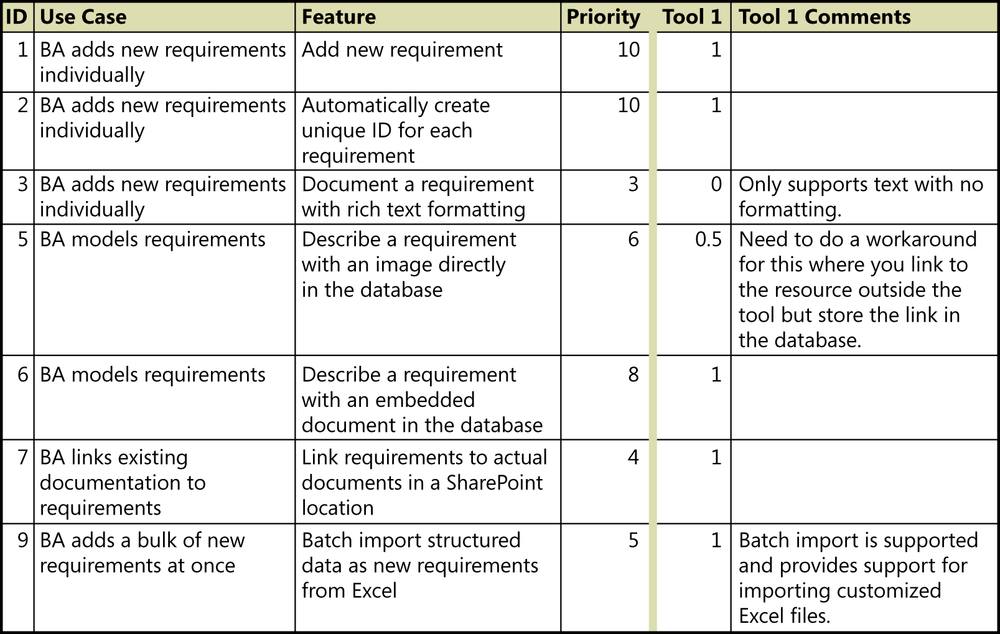 ID Use Case Feature Priority Tool 1 Tool 1 Comments
1 BA adds new requirements Add new requirement 10 1
individually
2 BA adds new requirements Automatically create 10 1
individually unique ID for each
requirement
3 BA adds new requirements Document a requirement 3 0 Only supports text with no
individually with rich text formatting formatting.
5 BA models requirements Describe a requirement 6 0.5 Need to do a workaround
with an image directly for this where you link to
in the database the resource outside the
tool but store the link in
the database.
6 BA models requirements Describe a requirement 8 1
with an embedded
document in the database
7 BA links existing Link requirements to actual 4 1
documentation to documents in a SharePoint
requirements location
9 BA adds a bulk of new Batch import structured 5 1 Batch import is supported
requirements at once data as new requirements and provides support for
from Excel importing customized
Excel files.